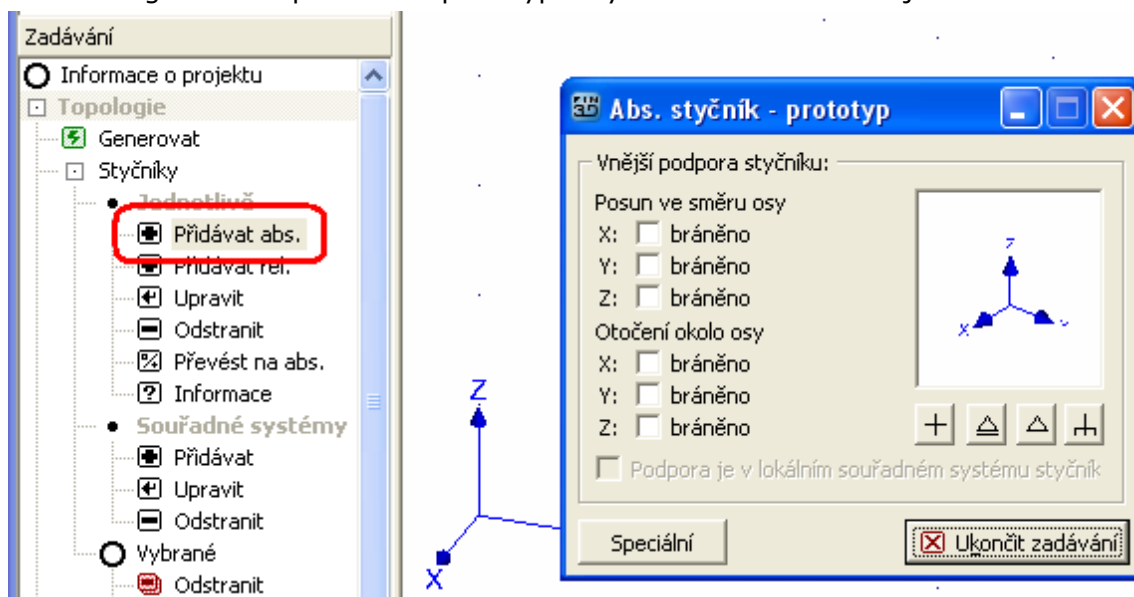 Zadávání
Informace o projektu
Topologie
Generovat
Styčníky
Jednotlivě
Přidávat abs.
Přidávat rel.
Upravit
Odstranit
Převést na abs.
Informace
Souřadné systémy
Přidávat
Upravit
Odstranit
Vybrané
Odstranit
Z
X
Abs. styčník - prototyp
Vnější podpora styčníku:
Posun ve směru osy
X: bráněno
Y: bráněno
Z: bráněno
Otočení okolo osy
X: bráněno
Y: bráněno
Z: bráněno
Z
X Y
Podpora je v lokálním souřadném systému styčník
Speciální
Ukončit zadávání